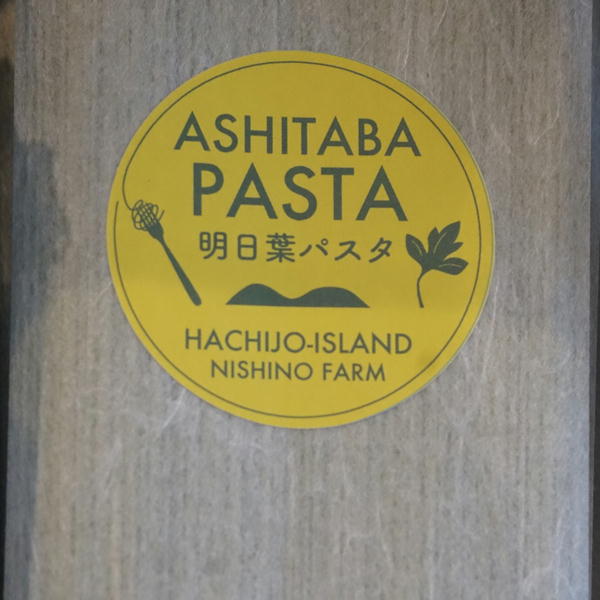 ASHITABA
PASTA
明日葉パスタ
HACHIJO-ISLAND
NISHINO FARM